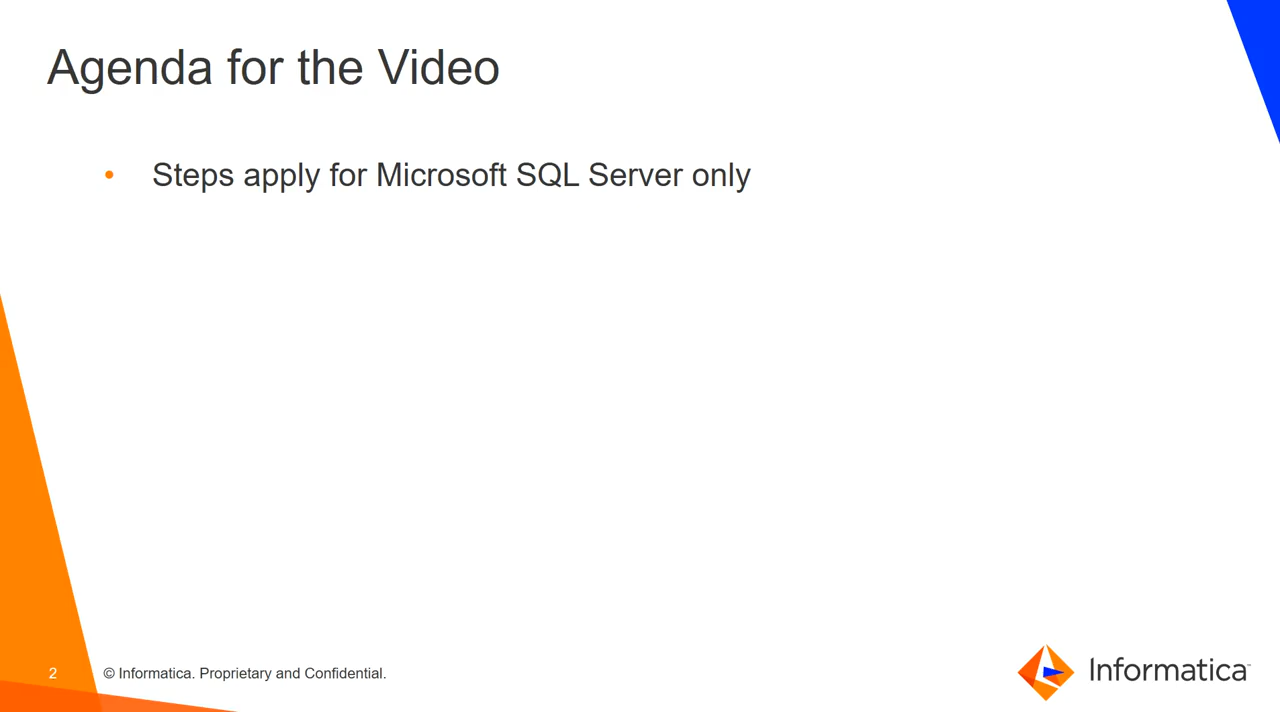 Agenda for the Video
• Steps apply for Microsoft SQL Server only
2
© Informatica. Proprietary and Confidential.
Informatica